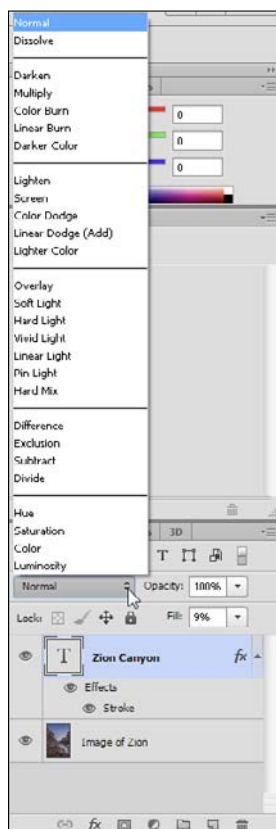 Normal
Dissolve
Darken
Multiply
Color Burn
Linear Burn
Darker Color
Lighten
Screen
Color Dodge
Linear Dodge (Add)
Lighter Color
Overlay
Soft Light
Hard Light
Vivid Light
Linear Light
Pin Light
Hard Mix
Difference
Exclusion
Subtract
Divide
Hue
Saturation
Color
Luminosity
0
0
0
3D
T
Normal Opacity: 100%
Lock: Fill: 9%
T Zion Canyon fx
Effects
Stroke
Image of Zion
fx